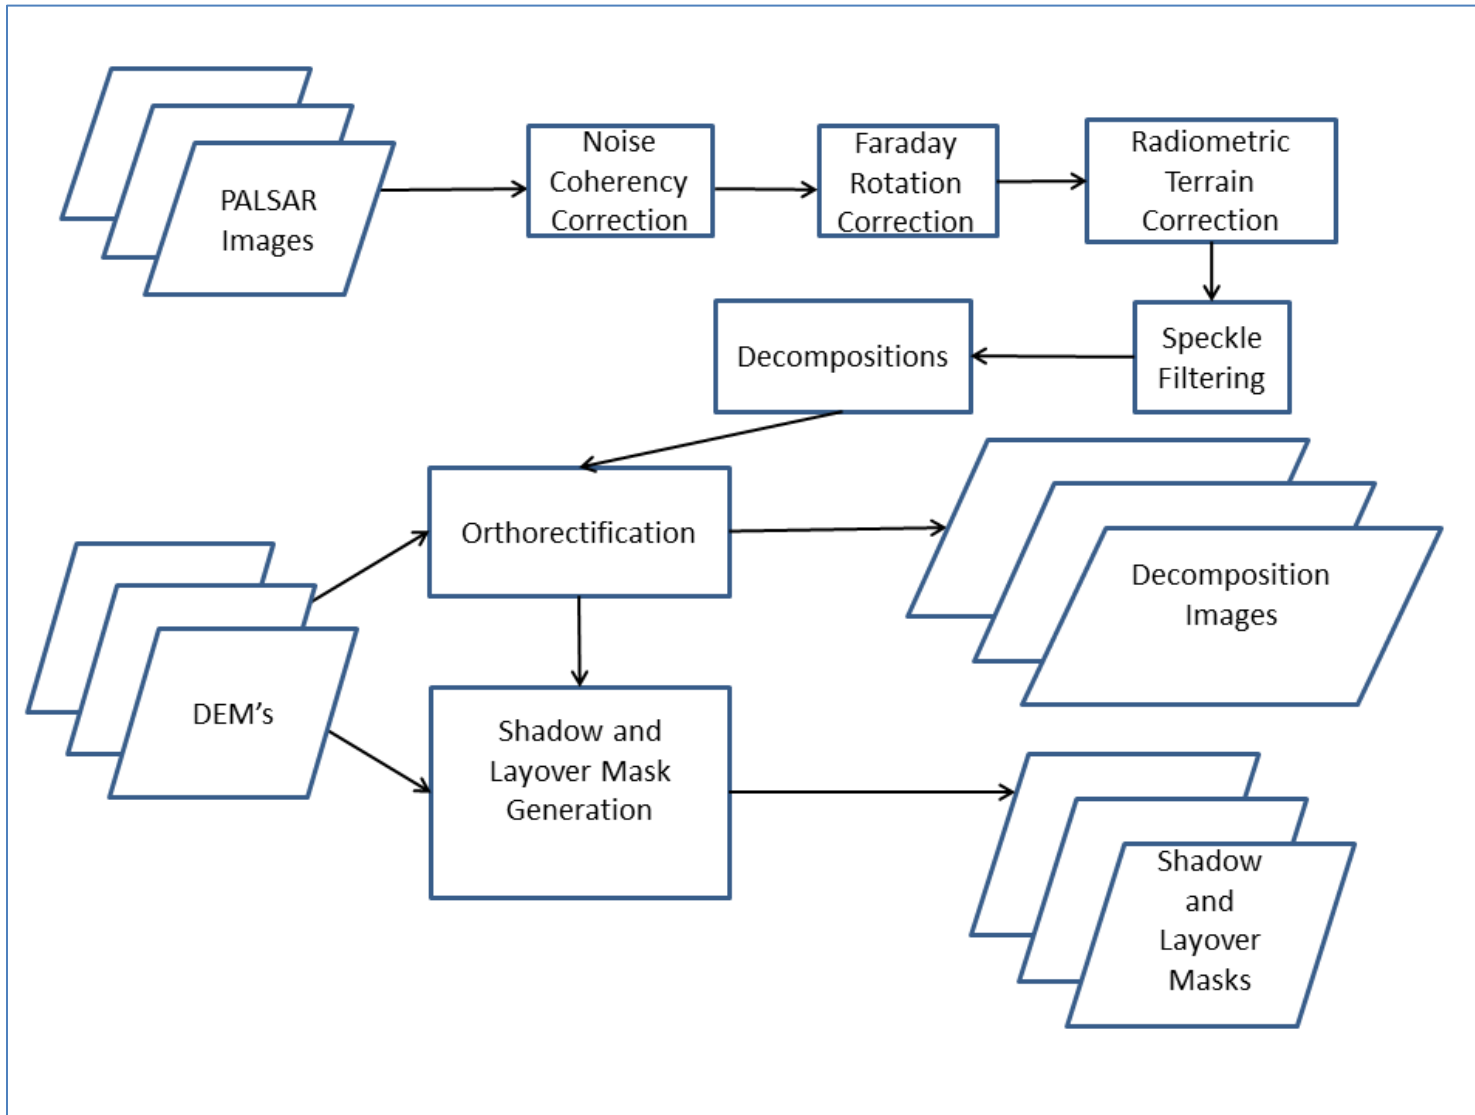 PALSAR
Images
Noise
Coherency
Correction
Faraday
Rotation
Correction
Radiometric
Terrain
Correction
Speckle
Filtering
Decompositions
Orthorectification
Decomposition
Images
DEM's
Shadow and
Layover Mask
Generation
Shadow
and
Layover
Masks